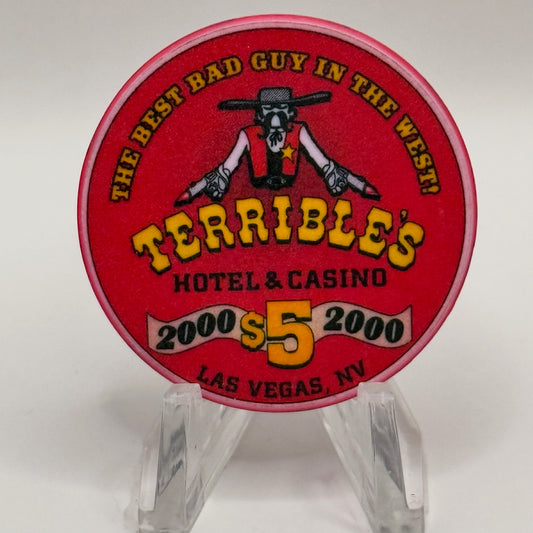 THE BEST BAD GUY IN THE WEST!
TERRIBLE'S
HOTEL & CASINO
2000 $5 2000
LAS VEGAS, NV